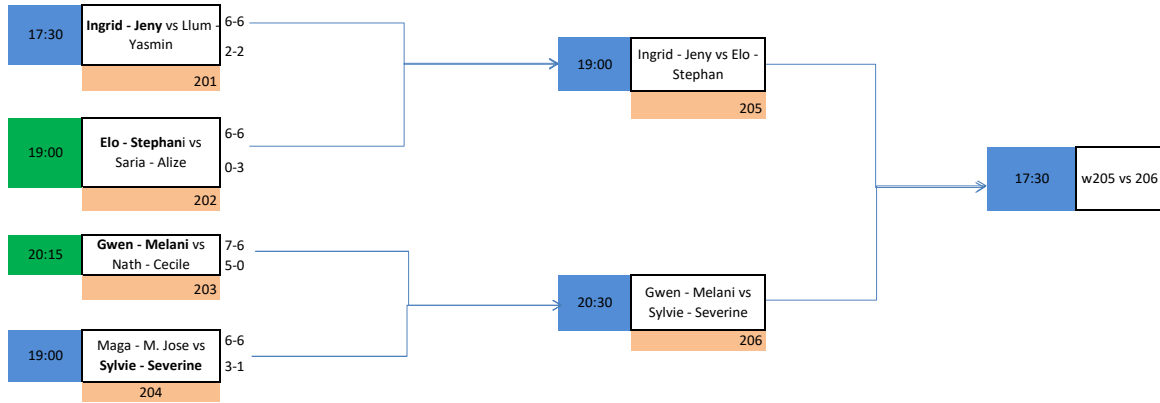 17:30
Ingrid - Jeny vs Llum -
Yasmin
6-6
2-2
201
19:00
Elo - Stephani vs
Saria - Alize
6-6
0-3
202
20:15
Gwen - Melani vs
Nath - Cecile
7-6
5-0
203
19:00
Maga - M. Jose vs
Sylvie - Severine
6-6
3-1
204
19:00
Ingrid - Jeny vs Elo -
Stephan
205
20:30
Gwen - Melani vs
Sylvie - Severine
206
17:30
w205 vs 206